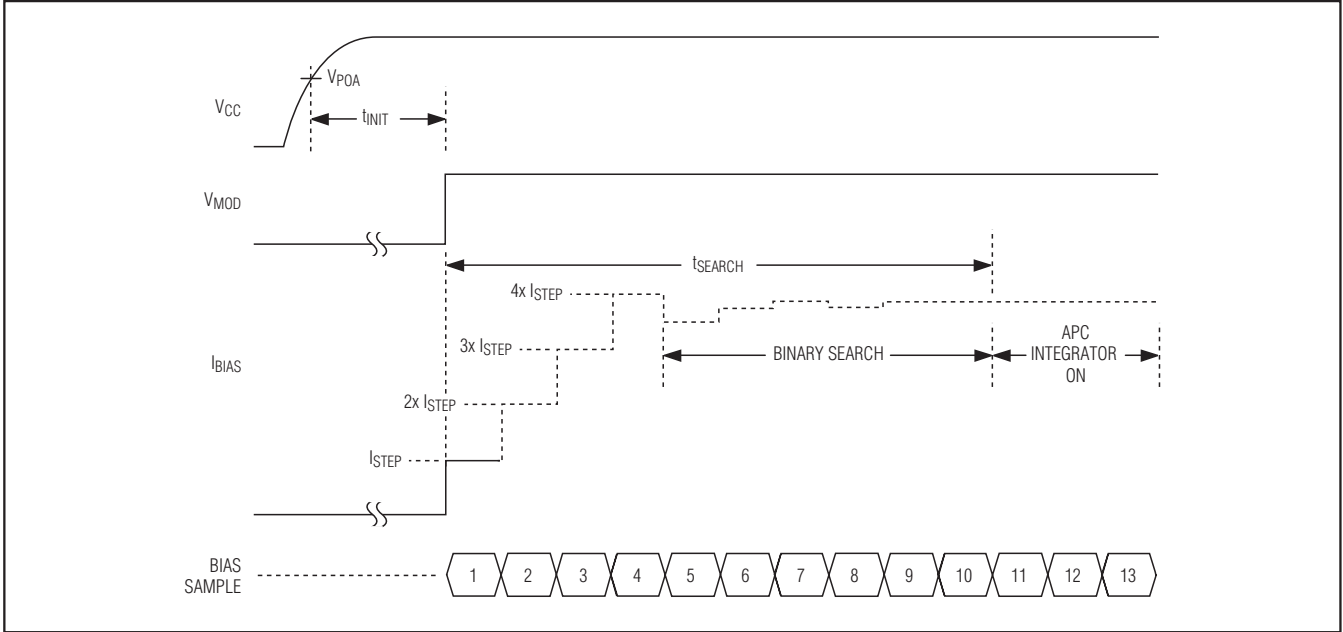 VPOA
VCC
tINIT
VMOD
tSEARCH
4x ISTEP
3x ISTEP
BINARY SEARCH
APC
INTEGRATOR
ON
IBIAS
2x ISTEP
ISTEP
BIAS
SAMPLE
1 2 3 4 5 6 7 8 9 10 11 12 13